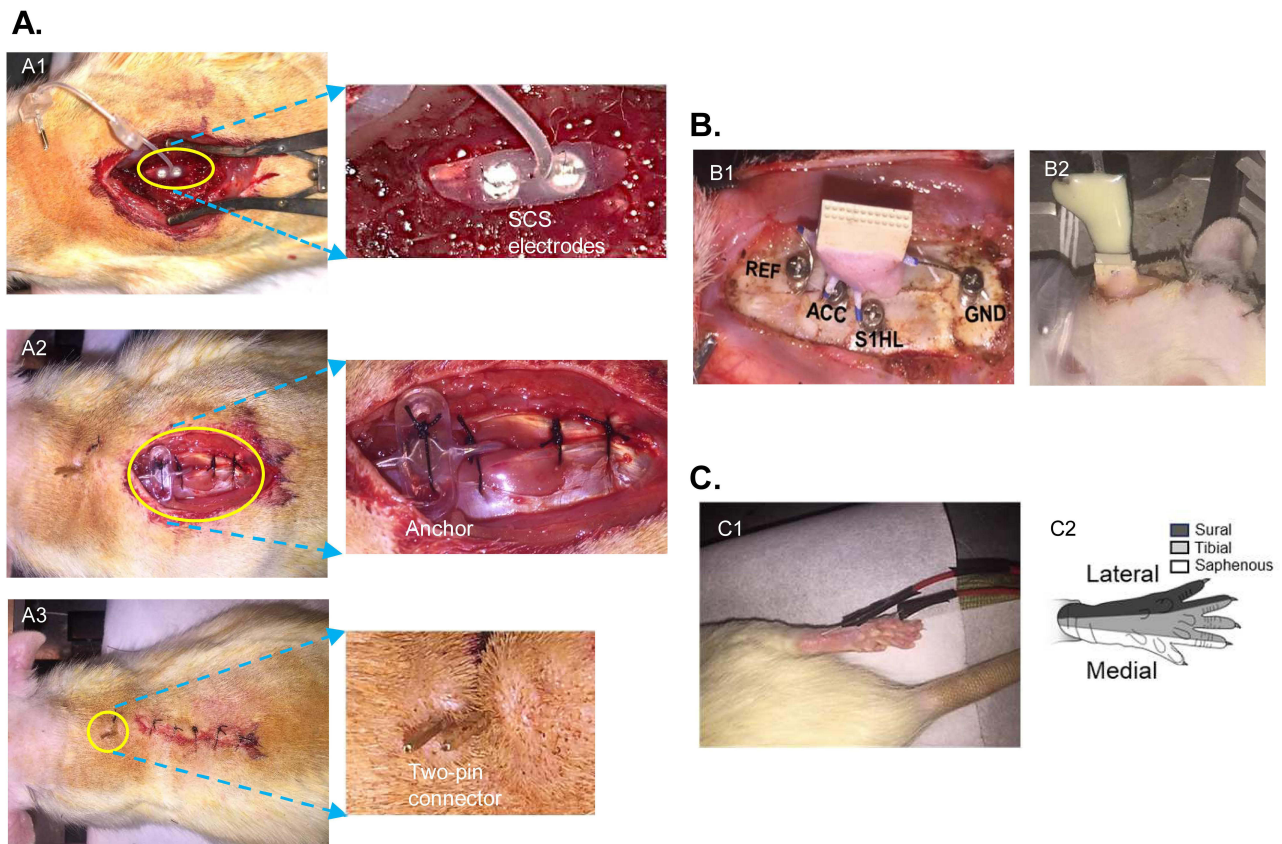 A.
A1
SCS
electrodes
A2
Anchor
A3
Two-pin
connector
B.
B1
REF
ACC
S1HL
GND
B2
C.
C1
C2
Sural
Tibial
Saphenous
Lateral
Medial